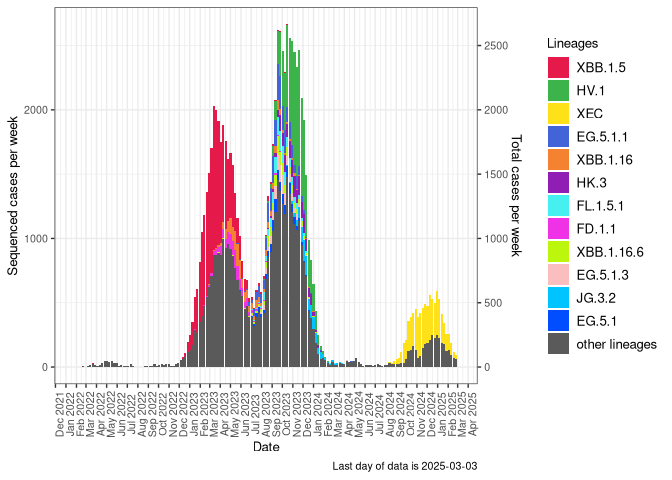 Lineages
XBB.1.5
HV.1
XEC
EG.5.1.1
XBB.1.16
HK.3
FL.1.5.1
FD.1.1
XBB.1.16.6
EG.5.1.3
JG.3.2
EG.5.1
other lineages
Sequenced cases per week
2000
1000
0
Total cases per week
2500
2000
1500
1000
500
0
Dec 2021
Jan 2022
Feb 2022
Mar 2022
Apr 2022
May 2022
Jun 2022
Jul 2022
Aug 2022
Sep 2022
Oct 2022
Nov 2022
Dec 2022
Jan 2023
Feb 2023
Mar 2023
Apr 2023
May 2023
Jun 2023
Jul 2023
Aug 2023
Sep 2023
Oct 2023
Nov 2023
Dec 2023
Jan 2024
Feb 2024
Mar 2024
Apr 2024
May 2024
Jun 2024
Jul 2024
Aug 2024
Sep 2024
Oct 2024
Nov 2024
Dec 2024
Jan 2025
Feb 2025
Mar 2025
Apr 2025
Date
Last day of data is 2025-03-03